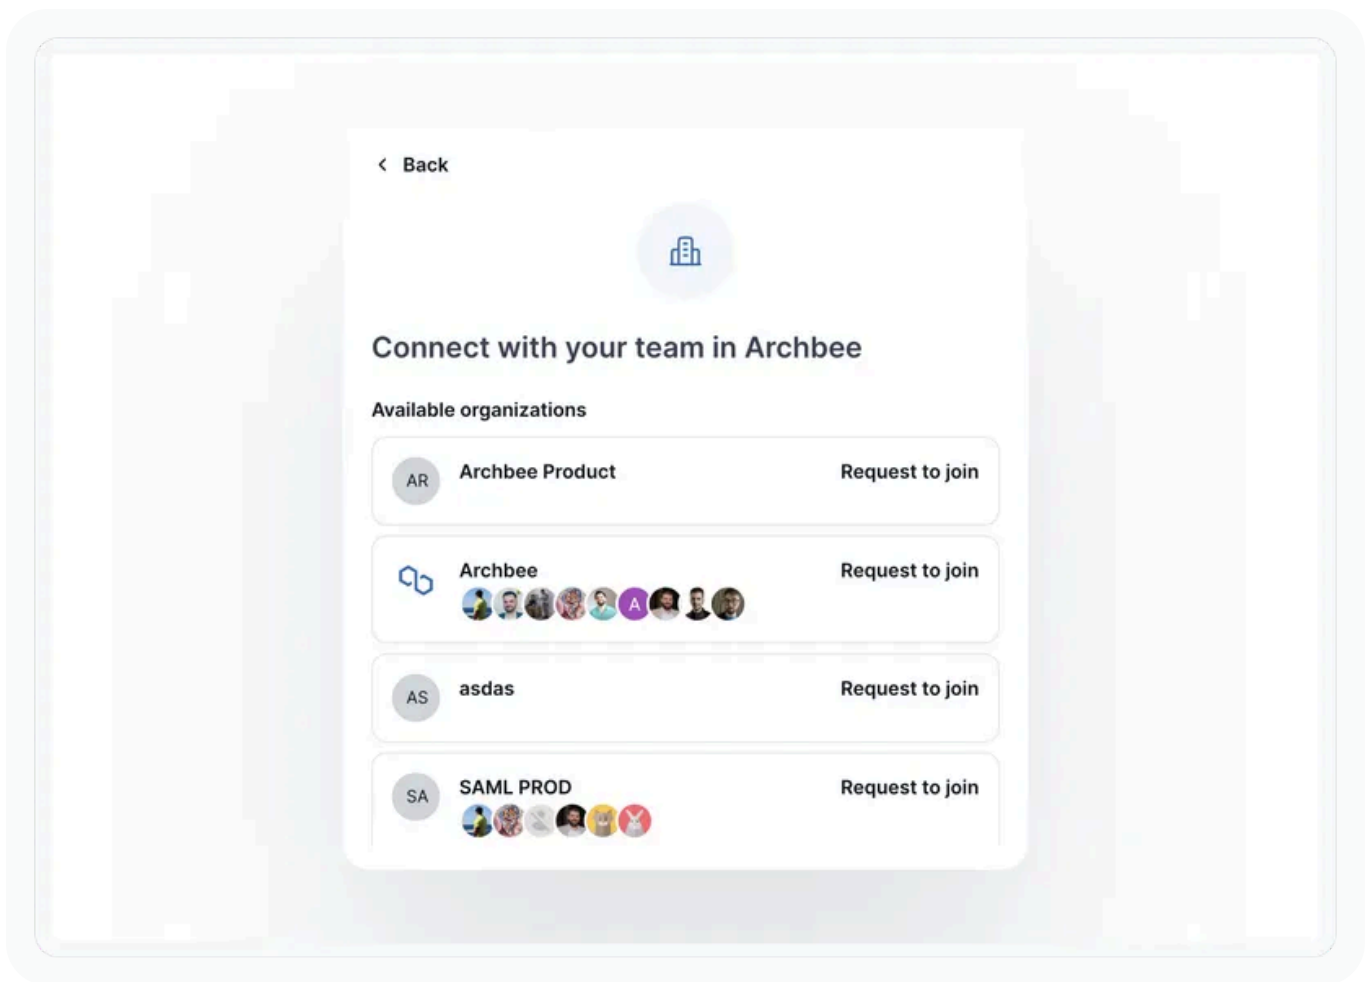 Back
Connect with your team in Archbee
Available organizations
AR Archbee Product Request to join
Archbee Request to join
A
AS asdas Request to join
SA SAML PROD Request to join